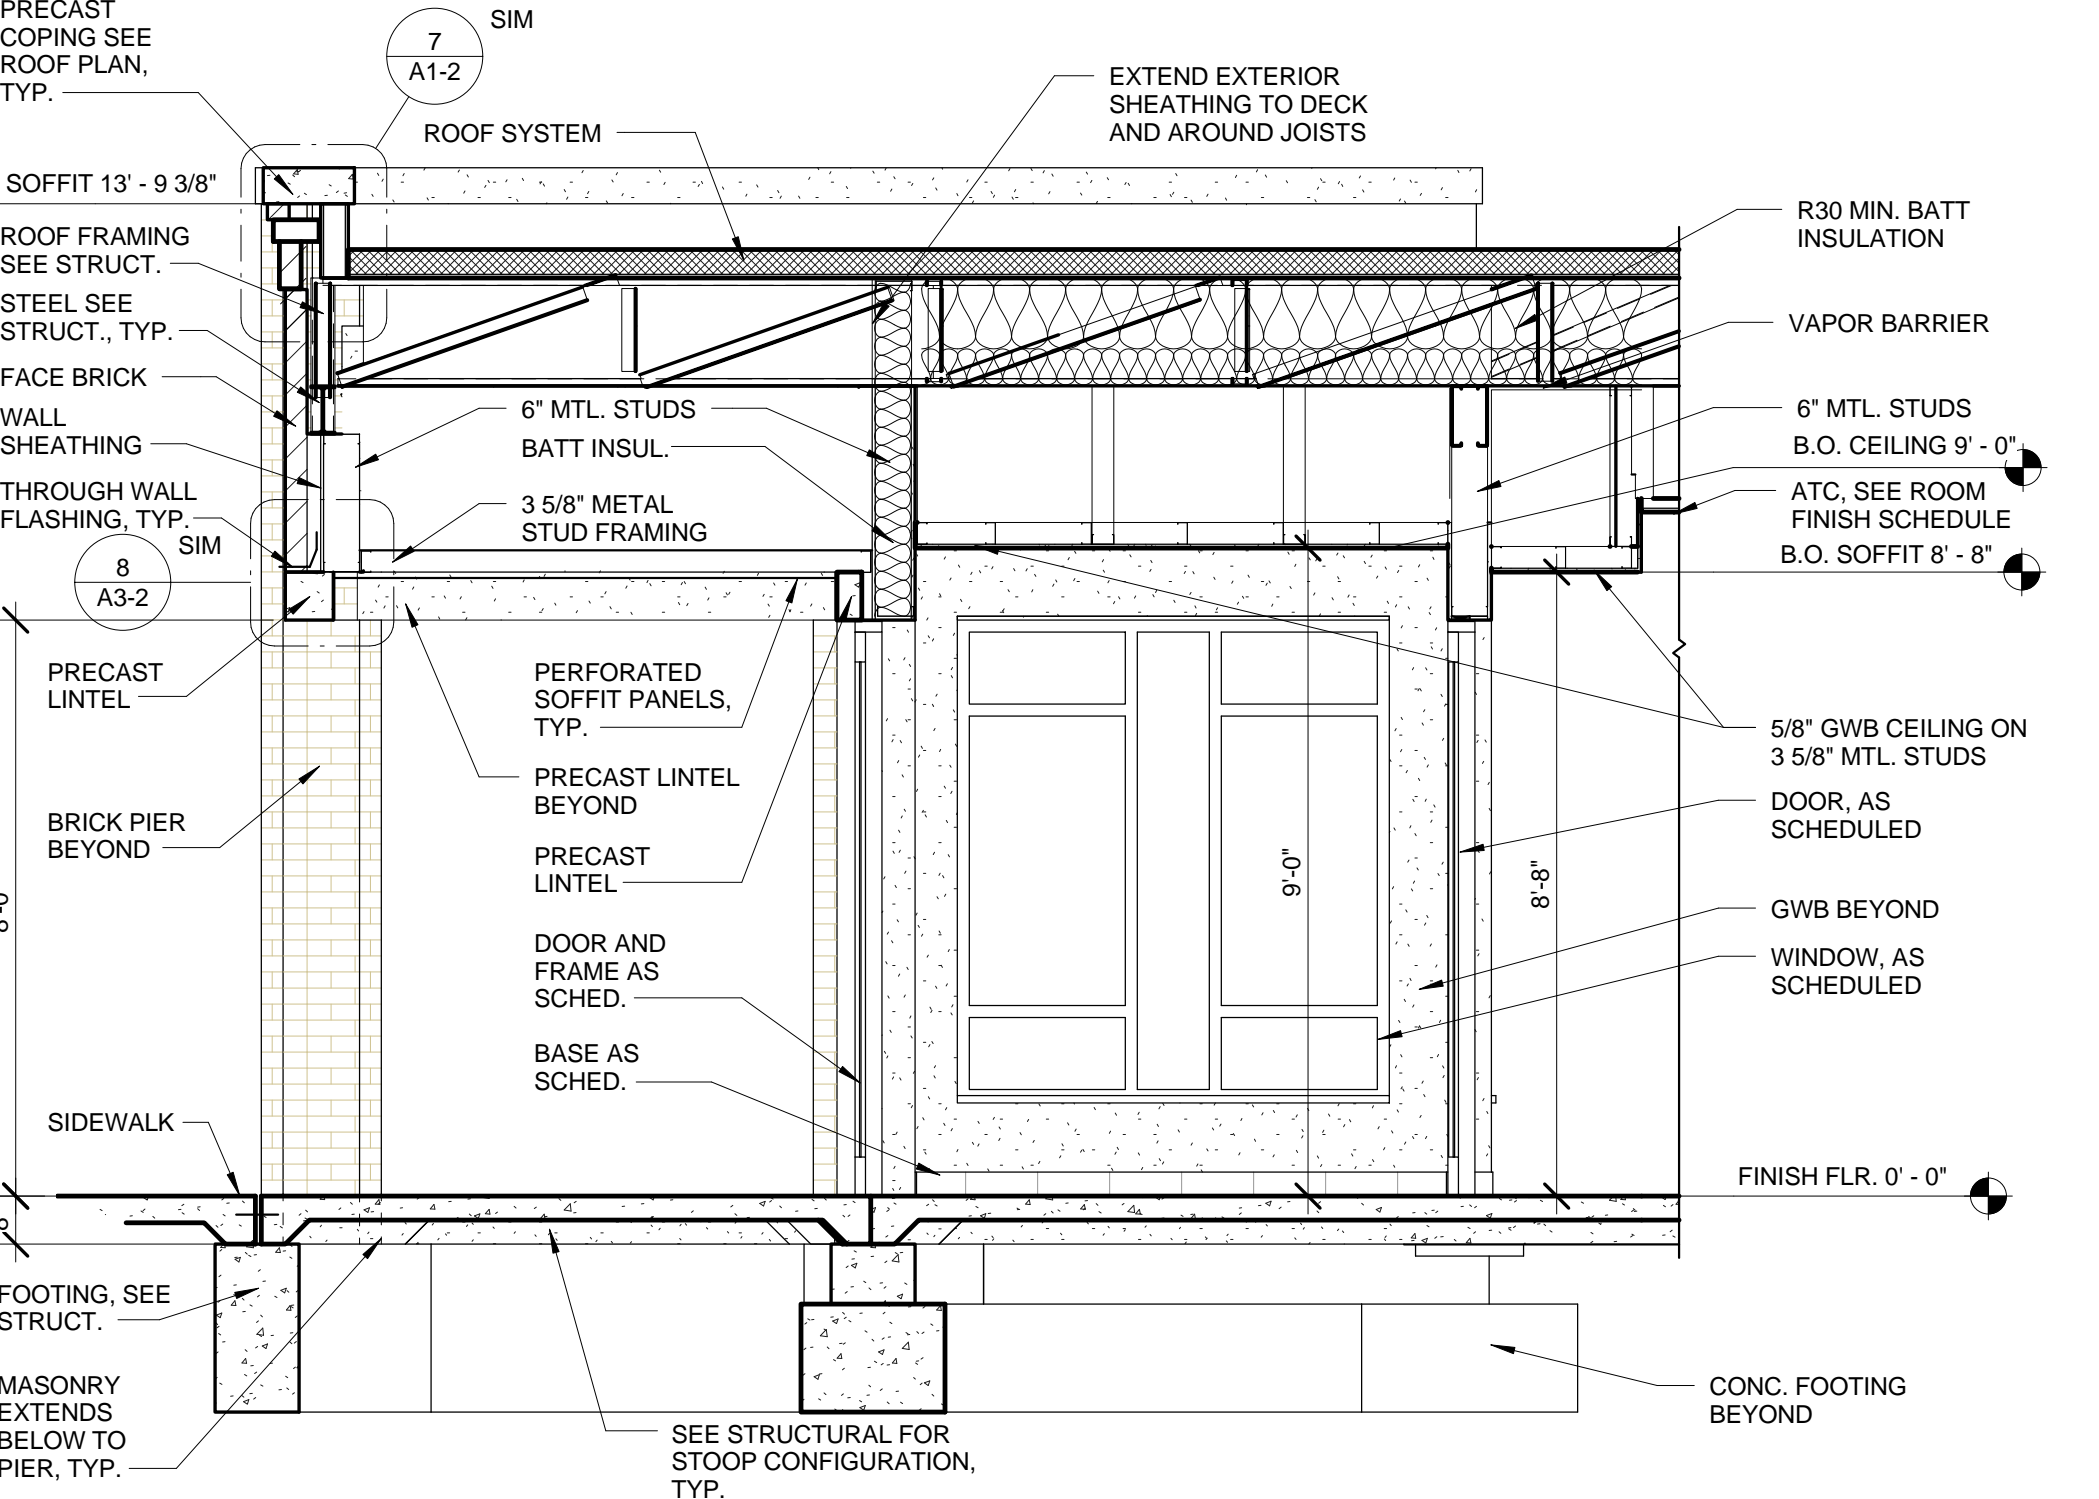 PRECAST
COPING SEE
ROOF PLAN,
TYP.
7
A1-2
SIM
ROOF SYSTEM
EXTEND EXTERIOR
SHEATHING TO DECK
AND AROUND JOISTS
SOFFIT 13' - 9 3/8"
ROOF FRAMING
SEE STRUCT.
STEEL SEE
STRUCT., TYP.
FACE BRICK
WALL
SHEATHING
THROUGH WALL
FLASHING, TYP.
SIM
8
A3-2
PRECAST
LINTEL
BRICK PIER
BEYOND
SIDEWALK
FOOTING, SEE
STRUCT.
MASONRY
EXTENDS
BELOW TO
PIER, TYP.
6" MTL. STUDS
BATT INSUL.
3 5/8" METAL
STUD FRAMING
PERFORATED
SOFFIT PANELS,
TYP.
PRECAST LINTEL
BEYOND
PRECAST
LINTEL
DOOR AND
FRAME AS
SCHED.
BASE AS
SCHED.
SEE STRUCTURAL FOR
STOOP CONFIGURATION,
TYP.
9'-0"
8'-8"
R30 MIN. BATT
INSULATION
VAPOR BARRIER
6" MTL. STUDS
B.O. CEILING 9' - 0"
ATC, SEE ROOM
FINISH SCHEDULE
B.O. SOFFIT 8' - 8"
5/8" GWB CEILING ON
3 5/8" MTL. STUDS
DOOR, AS
SCHEDULED
GWB BEYOND
WINDOW, AS
SCHEDULED
FINISH FLR. 0' - 0"
CONC. FOOTING
BEYOND